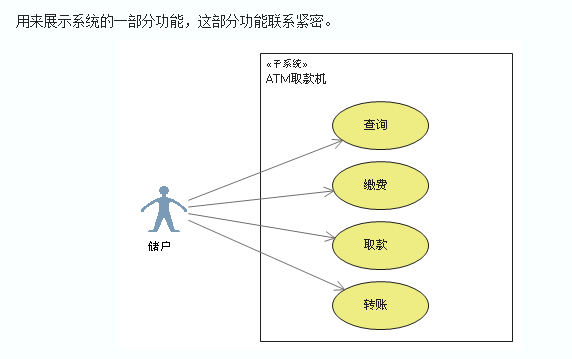 用来展示系统的一部分功能，这部分功能联系紧密。
«子系统»
ATM取款机
查询
缴费
取款
转账
储户